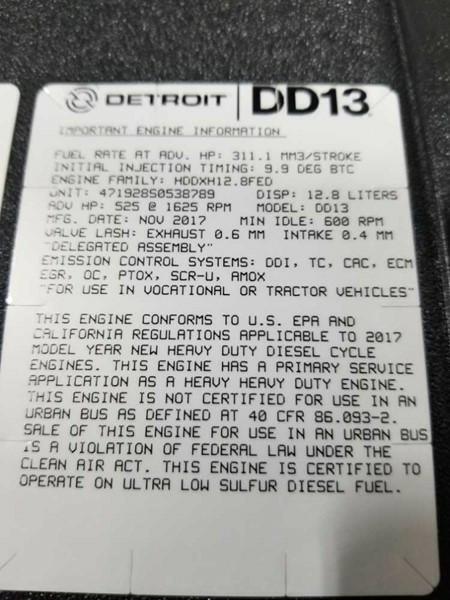 DETROIT DD13
IMPORTANT ENGINE INFORMATION
FUEL RATE AT ADV. HP: 311.1 MM3/STROKE
INITIAL INJECTION TIMING: 9.9 DEG BTC
ENGINE FAMILY: HDDXH12.8FED
UNIT: 471928S0538789 DISP: 12.8 LITERS
ADV HP: 525 @ 1625 RPM MODEL: DD13
MFG. DATE: NOV 2017 MIN IDLE: 600 RPM
VALVE LASH: EXHAUST 0.6 MM INTAKE 0.4 MM
"DELEGATED ASSEMBLY"
EMISSION CONTROL SYSTEMS: DDI, TC, CAC, ECM
EGR, OC, PTOX, SCR-U, AMOX
"FOR USE IN VOCATIONAL OR TRACTOR VEHICLES"
THIS ENGINE CONFORMS TO U.S. EPA AND
CALIFORNIA REGULATIONS APPLICABLE TO 2017
MODEL YEAR NEW HEAVY DUTY DIESEL CYCLE
ENGINES. THIS ENGINE HAS A PRIMARY SERVICE
APPLICATION AS A HEAVY HEAVY DUTY ENGINE.
THIS ENGINE IS NOT CERTIFIED FOR USE IN AN
URBAN BUS AS DEFINED AT 40 CFR 86.093-2.
SALE OF THIS ENGINE FOR USE IN AN URBAN BUS
IS A VIOLATION OF FEDERAL LAW UNDER THE
CLEAN AIR ACT. THIS ENGINE IS CERTIFIED TO
OPERATE ON ULTRA LOW SULFUR DIESEL FUEL.